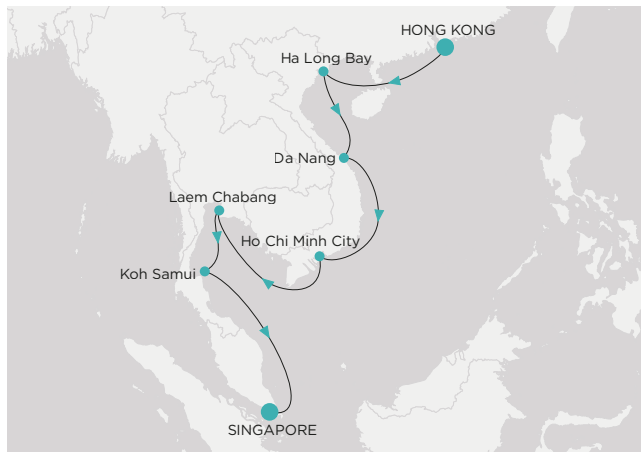 HONG KONG
Ha Long Bay
Da Nang
Laem Chabang
Ho Chi Minh City
Koh Samui
SINGAPORE